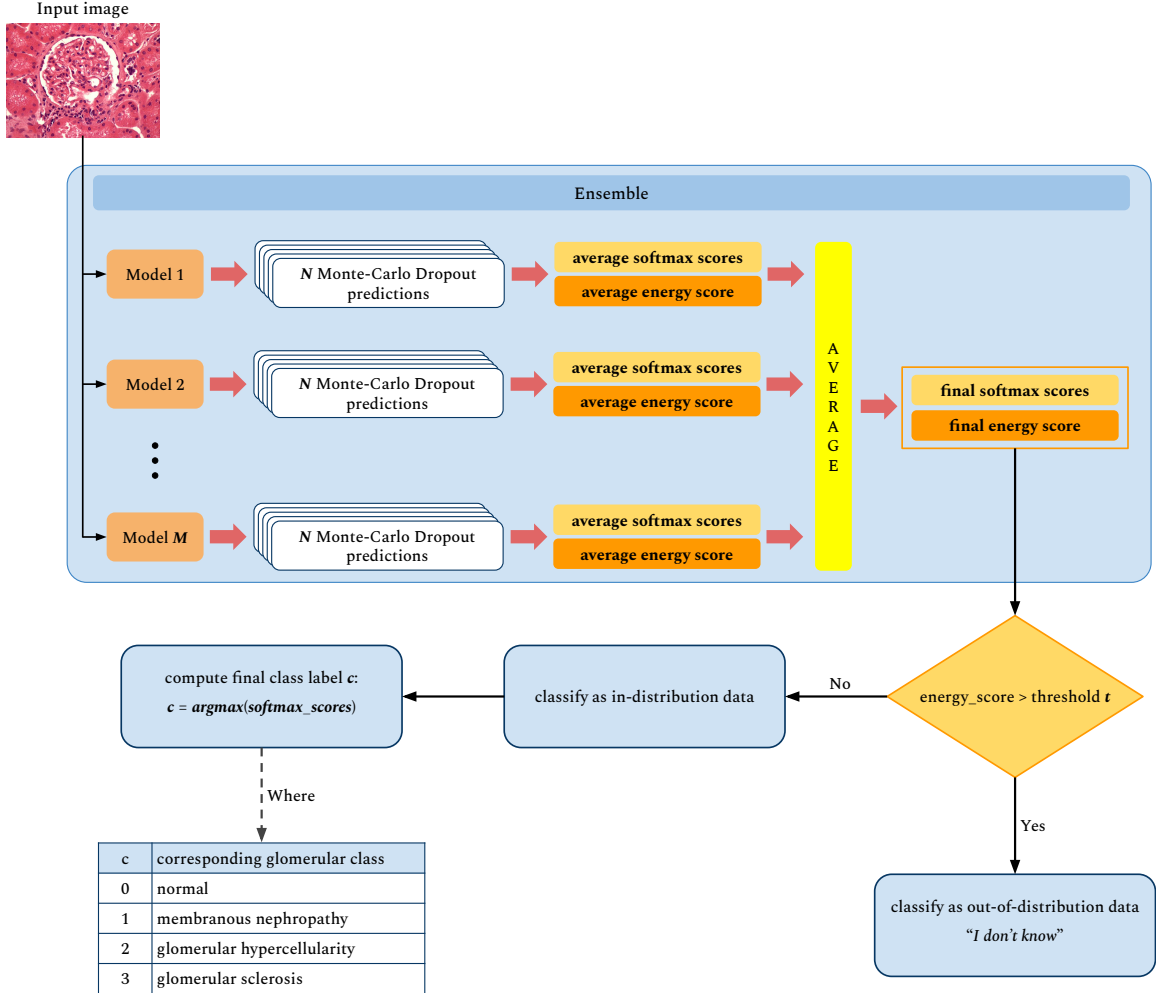 Input image
Ensemble
Model 1
N Monte-Carlo Dropout
predictions
average softmax scores
average energy score
Model 2
N Monte-Carlo Dropout
predictions
average softmax scores
average energy score
Model M
N Monte-Carlo Dropout
predictions
average softmax scores
average energy score
A
V
E
R
A
G
E
final softmax scores
final energy score
energy_score > threshold t
No
classify as in-distribution data
compute final class label c:
c = argmax(softmax_scores)
Where
c corresponding glomerular class
0 normal
1 membranous nephropathy
2 glomerular hypercellularity
3 glomerular sclerosis
Yes
classify as out-of-distribution data
“I don’t know”